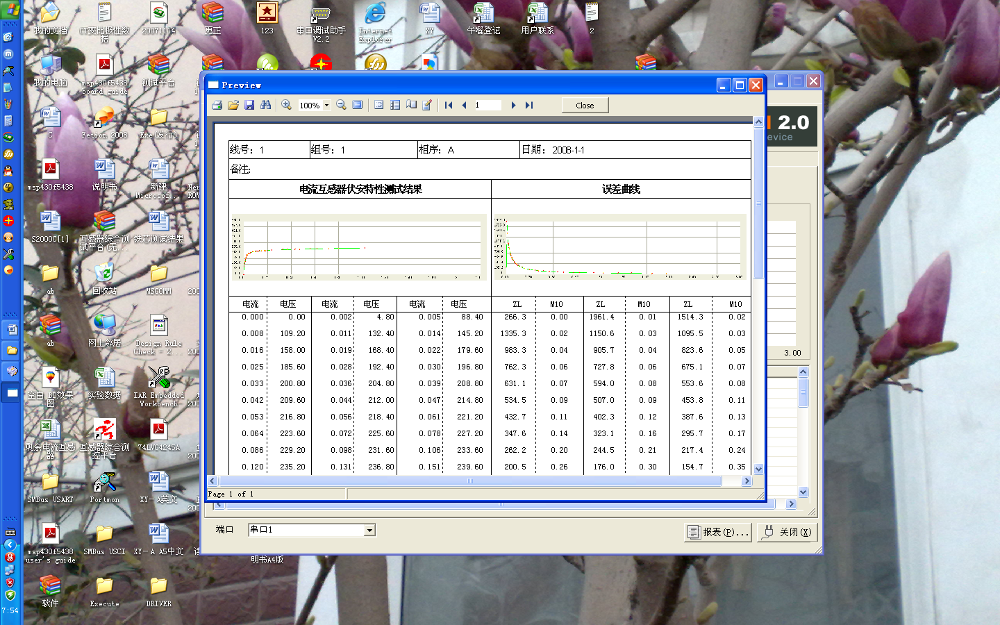 我的文档
CT变比极性数
据
20071114
更正
123
串口调试助手
V2.2
Internet
Explorer
XY
午餐登记
用户联系
2
我的电脑
msp430f5438
board guide
测试平台
C
Fetion 2008
Exe(发行)
msp430f5438
说明书
新建
Microsof...
S2000C[1]
互感器综合测
试平台(无...
铁芯测试结果
ab
回收站
MSCOMM
ab
网上邻居
Design Rule
Check - 2...
空白_BD效果
图
实验数据
IAR Embedded
Workbench
剩余电流互感
器
互感器综合测
控平台
74LVC4245A
SMBus USART
Portmon
XY-A英文
msp430f5438
user's guide
SMBus USCI
XY-A A5中文
明书A4版
软件
Execute
DRIVER
7:54
Preview
100%
1
Close
2.0
evice
线号: 1
组号: 1
相序: A
日期: 2008-1-1
备注:
电流互感器伏安特性测试结果
误差曲线
电流 电压 电流 电压 电流 电压 ZL M10 ZL M10 ZL M10
0.000 0.00 0.002 4.80 0.005 88.40 266.3 0.00 1961.4 0.01 1514.3 0.02
0.008 109.20 0.011 132.40 0.014 145.20 1335.3 0.02 1150.6 0.03 1095.5 0.03
0.016 158.00 0.019 168.40 0.022 179.60 983.3 0.04 905.7 0.04 823.6 0.05
0.025 185.60 0.028 192.40 0.030 196.80 762.3 0.06 727.8 0.06 675.1 0.07
0.033 200.80 0.036 204.80 0.039 208.80 631.1 0.07 594.0 0.08 553.6 0.08
0.042 209.60 0.044 212.00 0.047 214.80 534.5 0.09 507.0 0.09 453.8 0.11
0.053 216.80 0.056 218.40 0.061 221.20 432.7 0.11 402.3 0.12 387.6 0.13
0.064 223.60 0.072 225.60 0.078 227.20 347.6 0.14 323.1 0.16 295.7 0.17
0.086 229.20 0.098 231.60 0.106 233.60 262.2 0.20 244.5 0.21 217.4 0.24
0.120 235.20 0.131 236.80 0.151 239.60 200.5 0.26 176.0 0.30 154.7 0.35
Page 1 of 1
3.00
端口
串口1
报表(P)...
关闭(X)